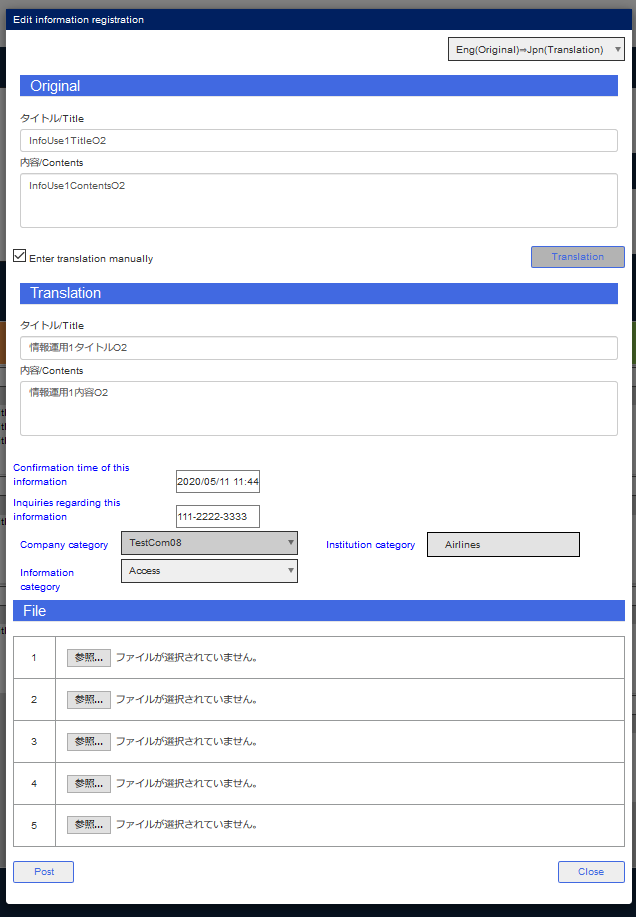 Edit information registration
Eng(Original)⇒Jpn(Translation)
Original
タイトル/Title
InfoUse1TitleO2
内容/Contents
InfoUse1ContentsO2
Enter translation manually
Translation
Translation
タイトル/Title
情報運用1タイトルO2
内容/Contents
情報運用1内容O2
Confirmation time of this
information
2020/05/11 11:44
Inquiries regarding this
information
111-2222-3333
Company category
TestCom08
Institution category
Airlines
Information
category
Access
File
1 参照... ファイルが選択されていません。
2 参照... ファイルが選択されていません。
3 参照... ファイルが選択されていません。
4 参照... ファイルが選択されていません。
5 参照... ファイルが選択されていません。
Post
Close